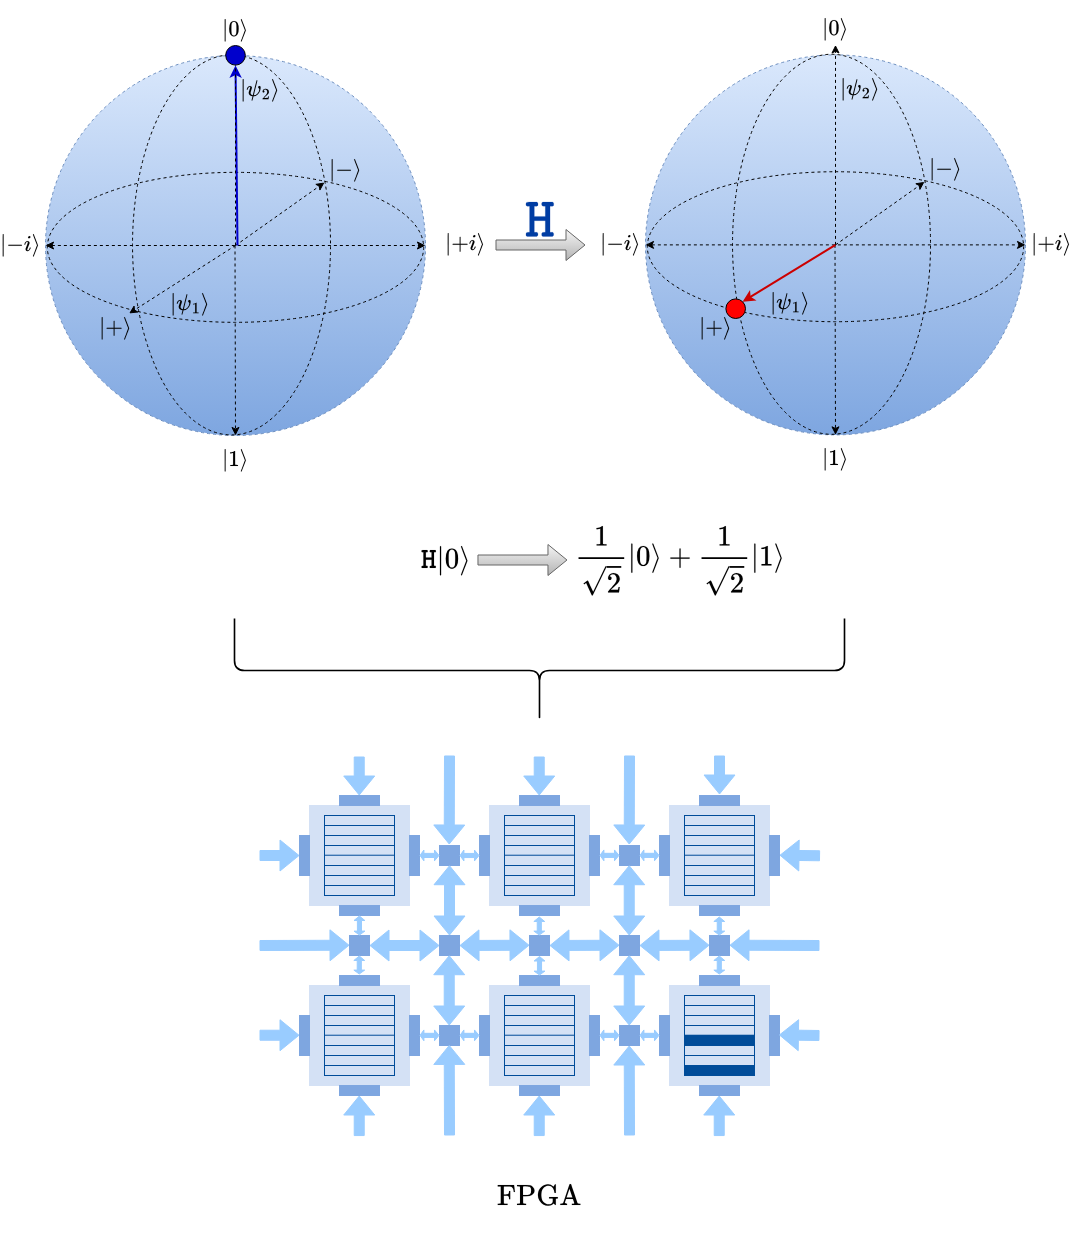 |0⟩ |0⟩
|ψ₂⟩ |ψ₂⟩
|−⟩ |−⟩
H
|−i⟩ |+i⟩ |−i⟩ |+i⟩
|ψ₁⟩ |ψ₁⟩
|+⟩ |+⟩
|1⟩ |1⟩
H|0⟩ 1/√2 |0⟩ + 1/√2 |1⟩
FPGA